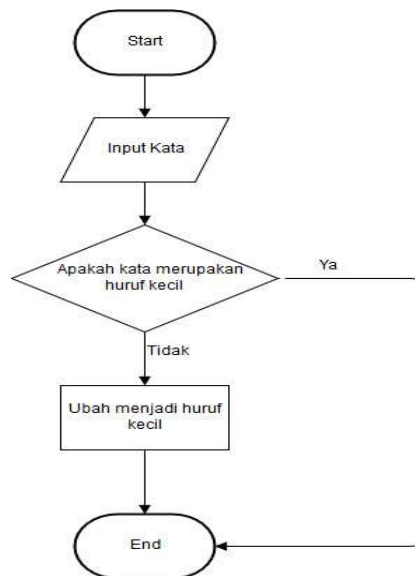 Start
Input Kata
Apakah kata merupakan
huruf kecil
Ya
Tidak
Ubah menjadi huruf
kecil
End